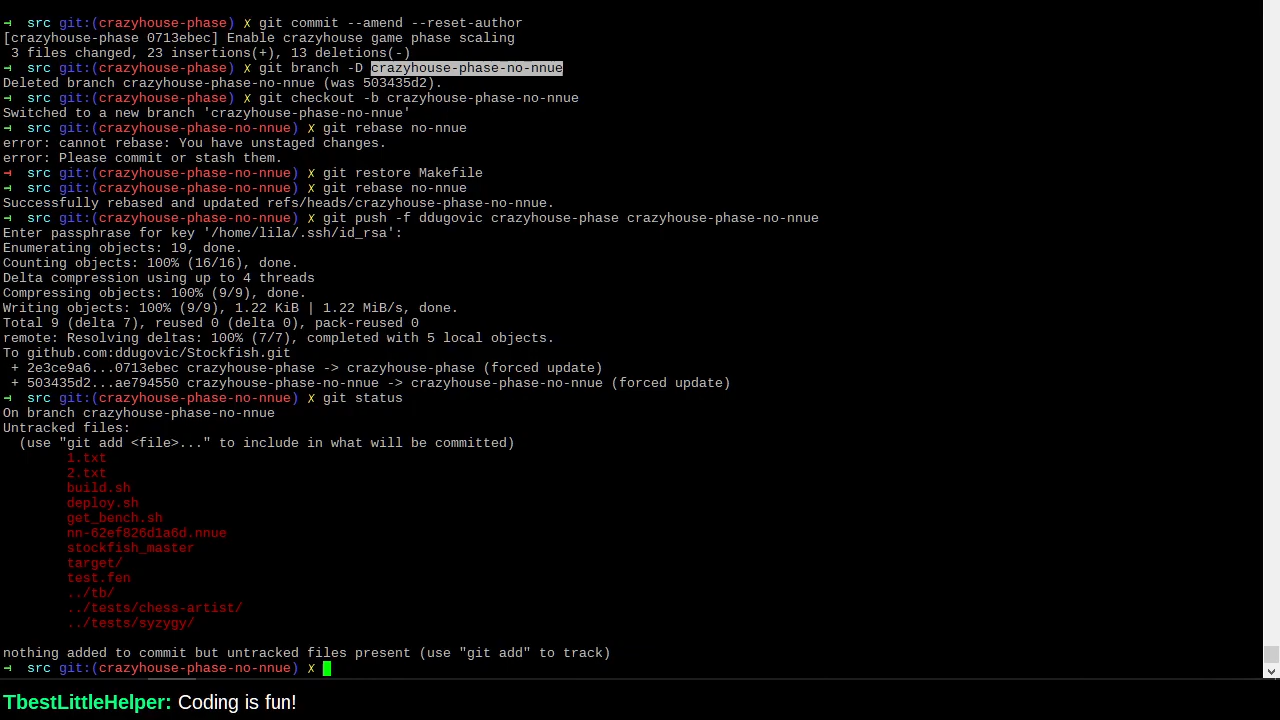 ⊣  src git:(crazyhouse-phase) ✗ git commit --amend --reset-author
[crazyhouse-phase 0713ebec] Enable crazyhouse game phase scaling
 3 files changed, 23 insertions(+), 13 deletions(-)
⊣  src git:(crazyhouse-phase) ✗ git branch -D crazyhouse-phase-no-nnue
Deleted branch crazyhouse-phase-no-nnue (was 503435d2).
⊣  src git:(crazyhouse-phase) ✗ git checkout -b crazyhouse-phase-no-nnue
Switched to a new branch 'crazyhouse-phase-no-nnue'
⊣  src git:(crazyhouse-phase-no-nnue) ✗ git rebase no-nnue
error: cannot rebase: You have unstaged changes.
error: Please commit or stash them.
⊣  src git:(crazyhouse-phase-no-nnue) ✗ git restore Makefile
⊣  src git:(crazyhouse-phase-no-nnue) ✗ git rebase no-nnue
Successfully rebased and updated refs/heads/crazyhouse-phase-no-nnue.
⊣  src git:(crazyhouse-phase-no-nnue) ✗ git push -f ddugovic crazyhouse-phase crazyhouse-phase-no-nnue
Enter passphrase for key '/home/lila/.ssh/id_rsa':
Enumerating objects: 19, done.
Counting objects: 100% (16/16), done.
Delta compression using up to 4 threads
Compressing objects: 100% (9/9), done.
Writing objects: 100% (9/9), 1.22 KiB | 1.22 MiB/s, done.
Total 9 (delta 7), reused 0 (delta 0), pack-reused 0
remote: Resolving deltas: 100% (7/7), completed with 5 local objects.
To github.com:ddugovic/Stockfish.git
 + 2e3ce9a6...0713ebec crazyhouse-phase -> crazyhouse-phase (forced update)
 + 503435d2...ae794550 crazyhouse-phase-no-nnue -> crazyhouse-phase-no-nnue (forced update)
⊣  src git:(crazyhouse-phase-no-nnue) ✗ git status
On branch crazyhouse-phase-no-nnue
Untracked files:
  (use "git add <file>..." to include in what will be committed)
        1.txt
        2.txt
        build.sh
        deploy.sh
        get_bench.sh
        nn-62ef826d1a6d.nnue
        stockfish_master
        target/
        test.fen
        ../tb/
        ../tests/chess-artist/
        ../tests/syzygy/
nothing added to commit but untracked files present (use "git add" to track)
⊣  src git:(crazyhouse-phase-no-nnue) ✗
TbestLittleHelper: Coding is fun!